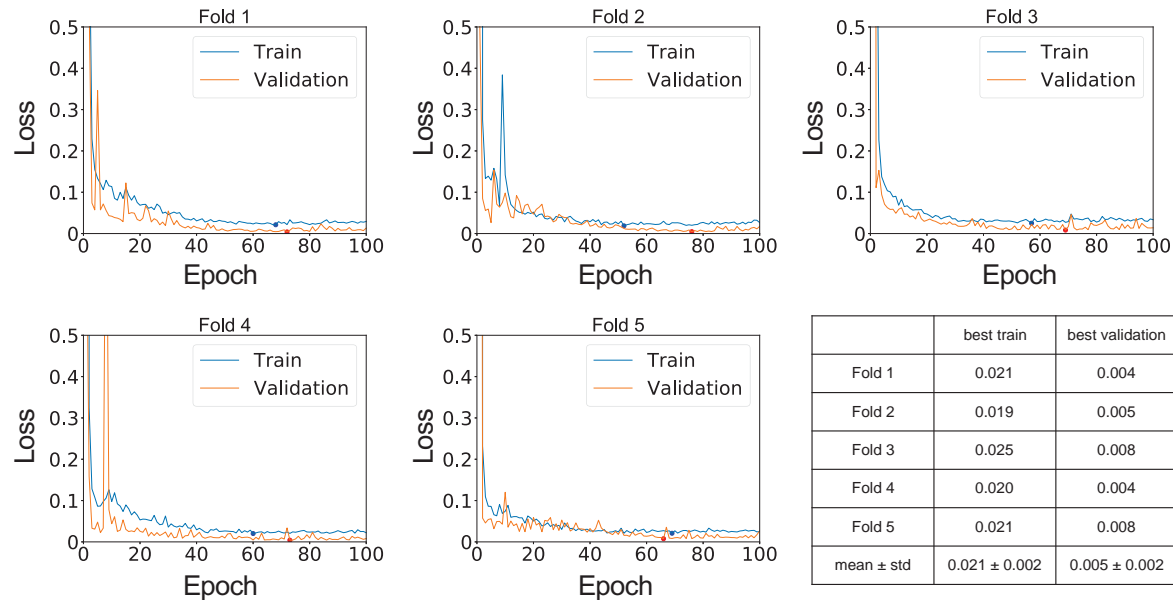 Fold 1
0.5
0.4
0.3
0.2
0.1
0
Loss
Train
Validation
0 20 40 60 80 100
Epoch
Fold 2
0.5
0.4
0.3
0.2
0.1
0
Loss
Train
Validation
0 20 40 60 80 100
Epoch
Fold 3
0.5
0.4
0.3
0.2
0.1
0
Loss
Train
Validation
0 20 40 60 80 100
Epoch
Fold 4
0.5
0.4
0.3
0.2
0.1
0
Loss
Train
Validation
0 20 40 60 80 100
Epoch
Fold 5
0.5
0.4
0.3
0.2
0.1
0
Loss
Train
Validation
0 20 40 60 80 100
Epoch
best train best validation
Fold 1 0.021 0.004
Fold 2 0.019 0.005
Fold 3 0.025 0.008
Fold 4 0.020 0.004
Fold 5 0.021 0.008
mean ± std 0.021 ± 0.002 0.005 ± 0.002